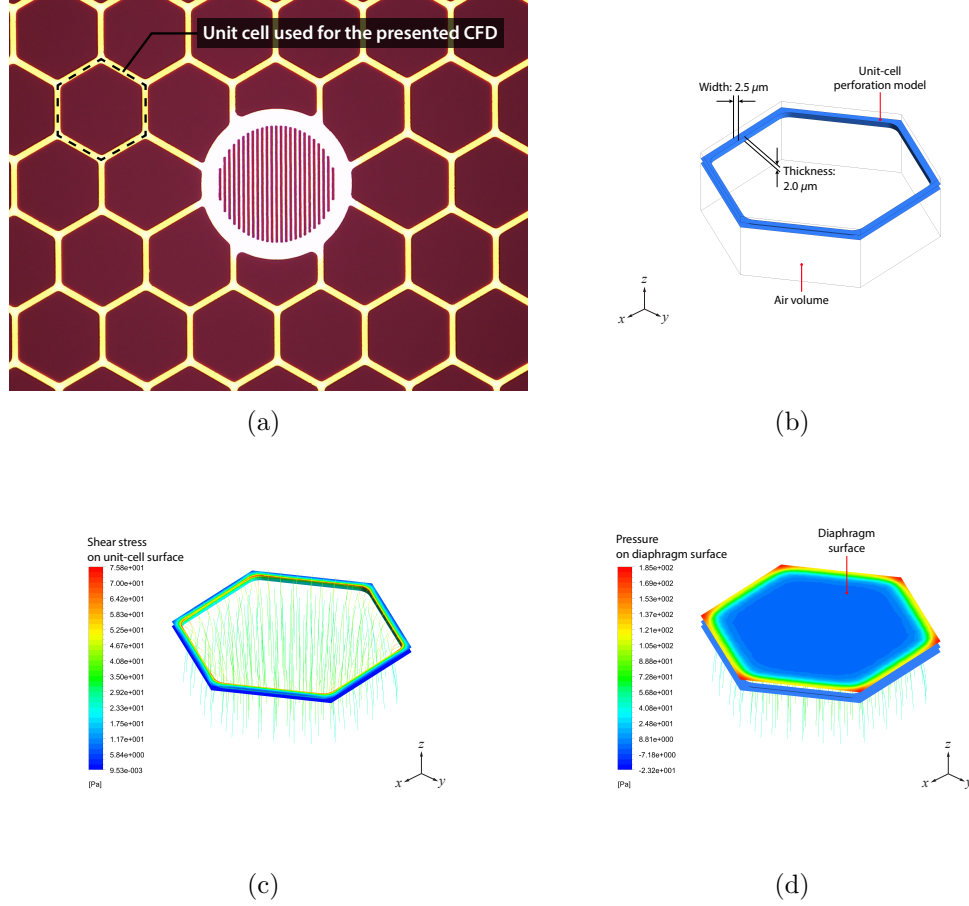 Unit cell used for the presented CFD
(a)
Unit-cell
perforation model
Width: 2.5 μm
Thickness:
2.0 μm
Air volume
z
x
y
(b)
Shear stress
on unit-cell surface
7.58e+001
7.00e+001
6.42e+001
5.83e+001
5.25e+001
4.67e+001
4.08e+001
3.50e+001
2.92e+001
2.33e+001
1.75e+001
1.17e+001
5.84e+000
9.53e-003
[Pa]
z
x
y
(c)
Pressure
on diaphragm surface
Diaphragm
surface
1.85e+002
1.69e+002
1.53e+002
1.37e+002
1.21e+002
1.05e+002
8.88e+001
7.28e+001
5.68e+001
4.08e+001
2.48e+001
8.81e+000
-7.18e+000
-2.32e+001
[Pa]
z
x
y
(d)